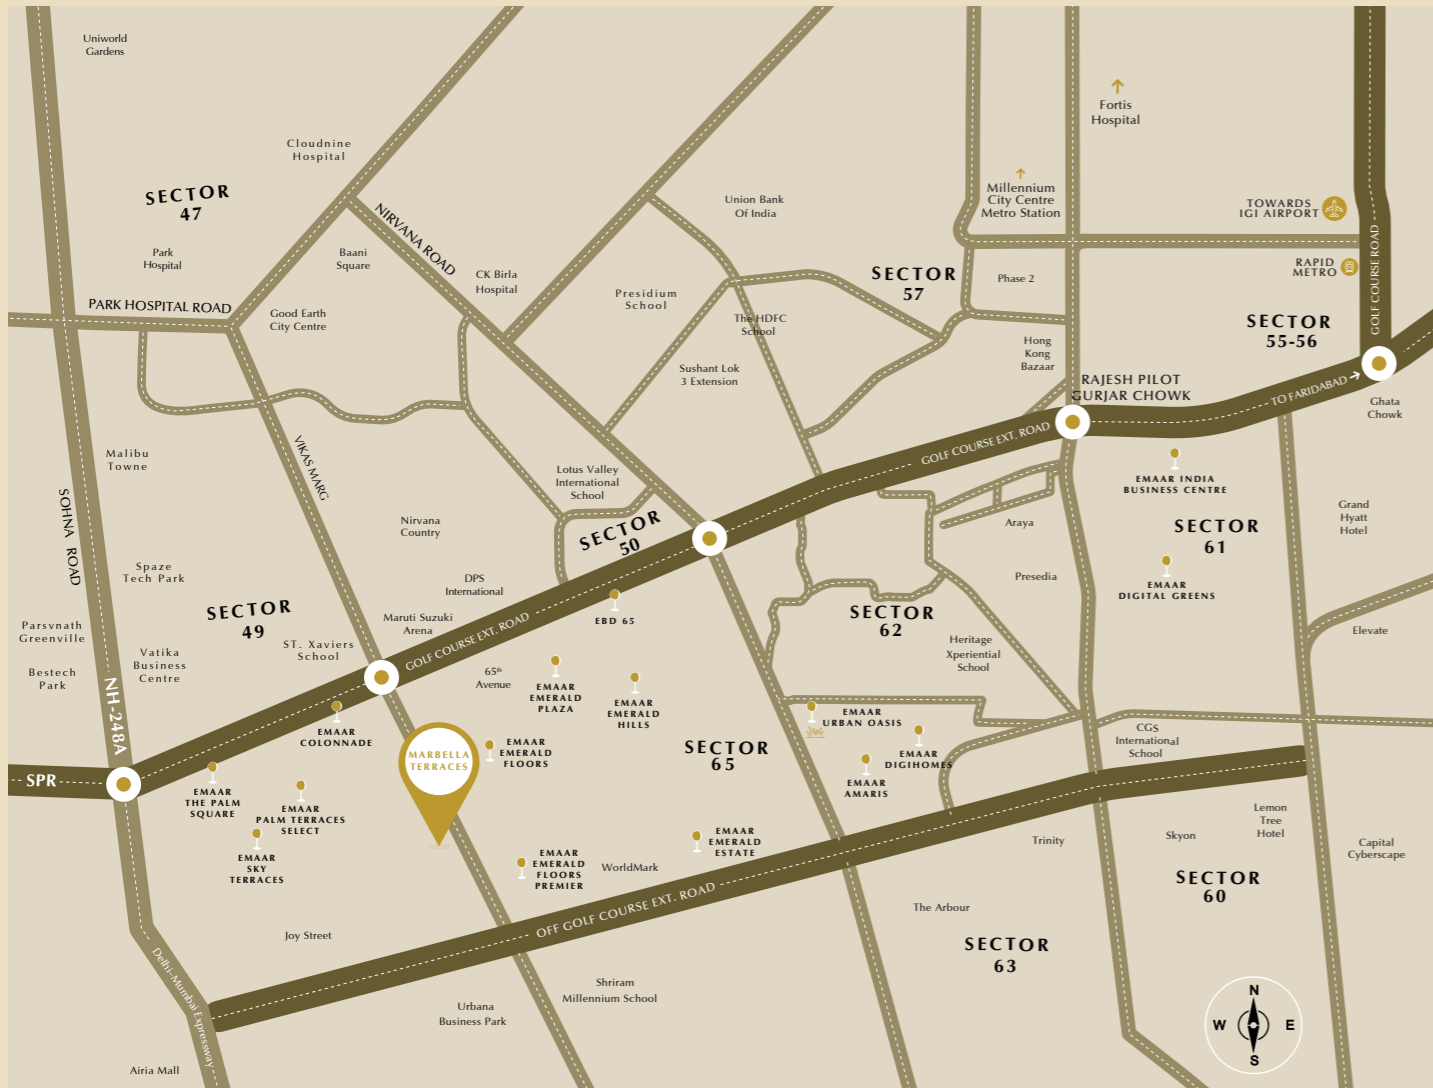 Uniworld
Gardens
Fortis
Hospital
Cloudnine
Hospital
SECTOR
47
Millennium
City Centre
Metro Station
Union Bank
Of India
TOWARDS
IGI AIRPORT
NIRVANA ROAD
GOLF COURSE ROAD
Park
Hospital
Baani
Square
CK Birla
Hospital
RAPID
METRO
SECTOR
57
Phase 2
Presidium
School
PARK HOSPITAL ROAD
Good Earth
City Centre
The HDFC
School
SECTOR
55-56
Hong
Kong
Bazaar
Sushant Lok
3 Extension
RAJESH PILOT
GURJAR CHOWK
TO FARIDABAD
Ghata
Chowk
GOLF COURSE EXT. ROAD
VIKAS MARG
Malibu
Towne
Lotus Valley
International
School
EMAAR INDIA
BUSINESS CENTRE
SOHNA ROAD
Nirvana
Country
SECTOR
50
Araya
SECTOR
61
Grand
Hyatt
Hotel
Spaze
Tech Park
DPS
International
Presedia
EMAAR
DIGITAL GREENS
SECTOR
49
Maruti Suzuki
Arena
EBD 65
SECTOR
62
Parsvnath
Greenville
GOLF COURSE EXT. ROAD
Elevate
ST. Xaviers
School
Heritage
Xperiential
School
Vatika
Business
Centre
Bestech
Park
65th
Avenue
EMAAR
EMERALD
PLAZA
EMAAR
EMERALD
HILLS
NH-248A
EMAAR
URBAN OASIS
EMAAR
COLONNADE
CGS
International
School
MARBELLA
TERRACES
EMAAR
EMERALD
FLOORS
SECTOR
65
EMAAR
DIGIHOMES
SPR
EMAAR
AMARIS
EMAAR
THE PALM
SQUARE
EMAAR
PALM TERRACES
SELECT
Lemon
Tree
Hotel
EMAAR
EMERALD
ESTATE
Trinity
Skyon
Capital
Cyberscape
EMAAR
SKY
TERRACES
EMAAR
EMERALD
FLOORS
PREMIER
WorldMark
SECTOR
60
OFF GOLF COURSE EXT. ROAD
The Arbour
Joy Street
SECTOR
63
Delhi-Mumbai Expressway
Shriram
Millennium School
Urbana
Business Park
N
W
E
S
Airia Mall